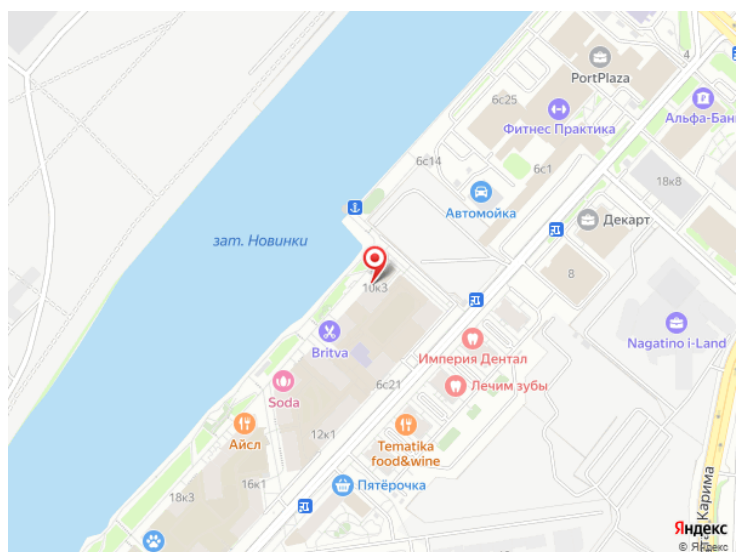 4
PortPlaza
6с25
Фитнес Практика
Альфа-Бан
6с14
6с1
18к8
Автомойка
Декарт
зат. Новинки
8
10к3
Nagatino i-Land
Britva
Империя Дентал
6с21
Лечим зубы
Soda
Айсл
12к1
Tematika
food&wine
16к1
Пятёрочка
18к3
Карима
Яндекс
© Яндекс